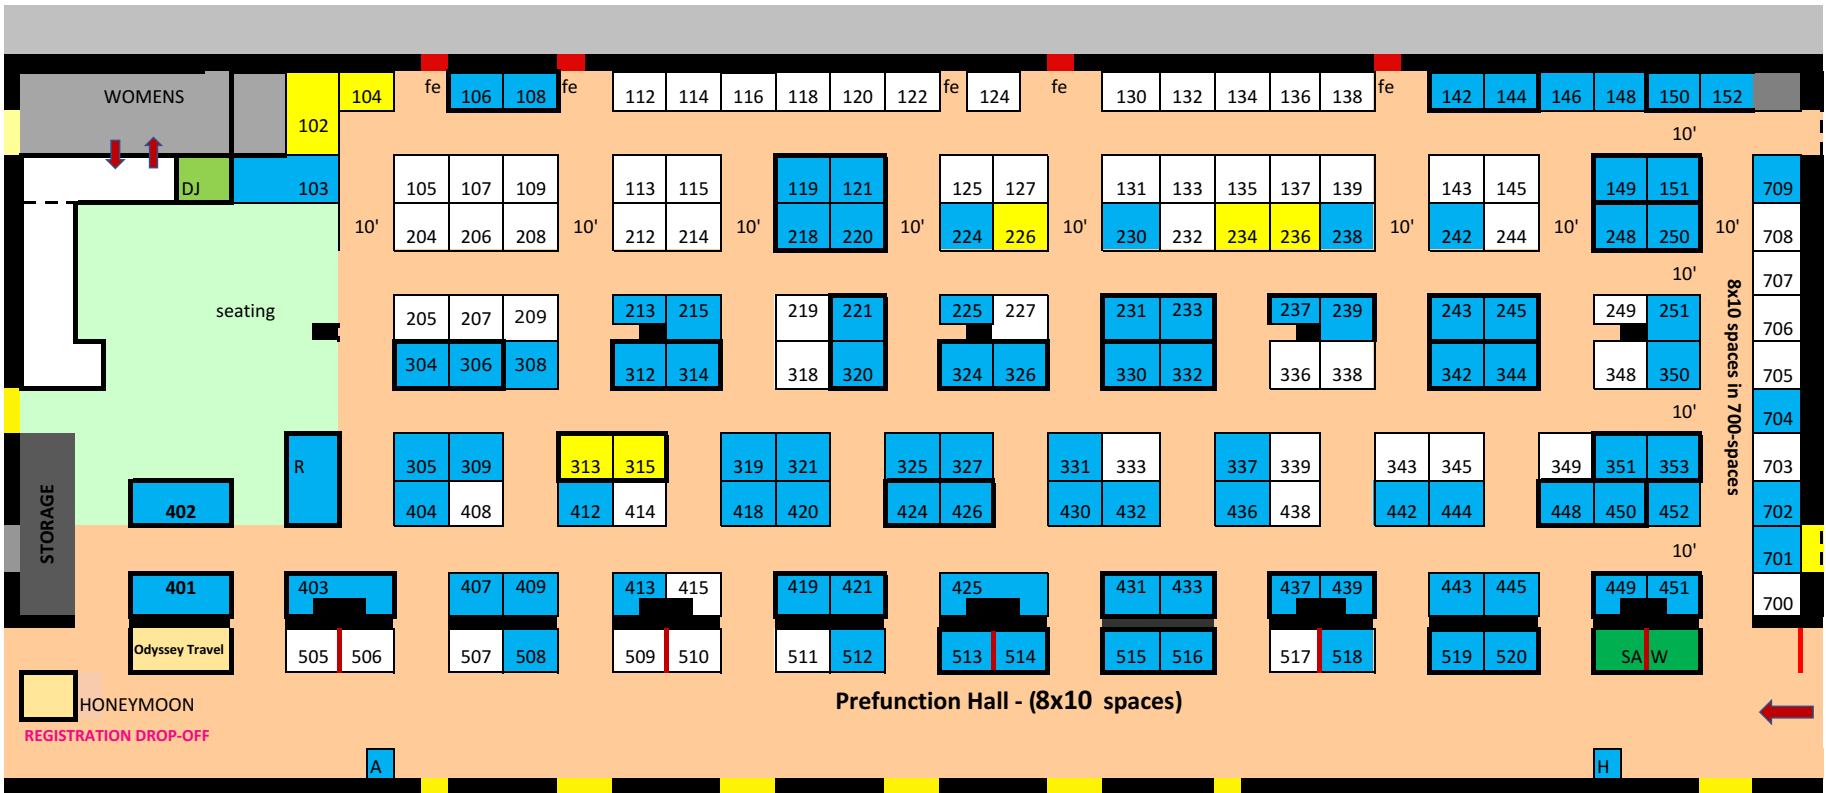 WOMENS 104 fe 106 108 fe 112 114 116 118 120 122 fe 124 fe 130 132 134 136 138 fe 142 144 146 148 150 152
102
10'
DJ 103 105 107 109 113 115 119 121 125 127 131 133 135 137 139 143 145 149 151 709
10' 204 206 208 10' 212 214 10' 218 220 10' 224 226 10' 230 232 234 236 238 10' 242 244 10' 248 250 10' 708
10' 707
seating 205 207 209 213 215 219 221 225 227 231 233 237 239 243 245 249 251 706
304 306 308 312 314 318 320 324 326 330 332 336 338 342 344 348 350 705
8x10 spaces in 700-spaces
10' 704
R 305 309 313 315 319 321 325 327 331 333 337 339 343 345 349 351 353 703
STORAGE
402 404 408 412 414 418 420 424 426 430 432 436 438 442 444 448 450 452 702
10' 701
401 403 407 409 413 415 419 421 425 431 433 437 439 443 445 449 451 700
Odyssey Travel 505 506 507 508 509 510 511 512 513 514 515 516 517 518 519 520 SA W
HONEYMOON
Prefunction Hall - (8x10 spaces)
REGISTRATION DROP-OFF
A H